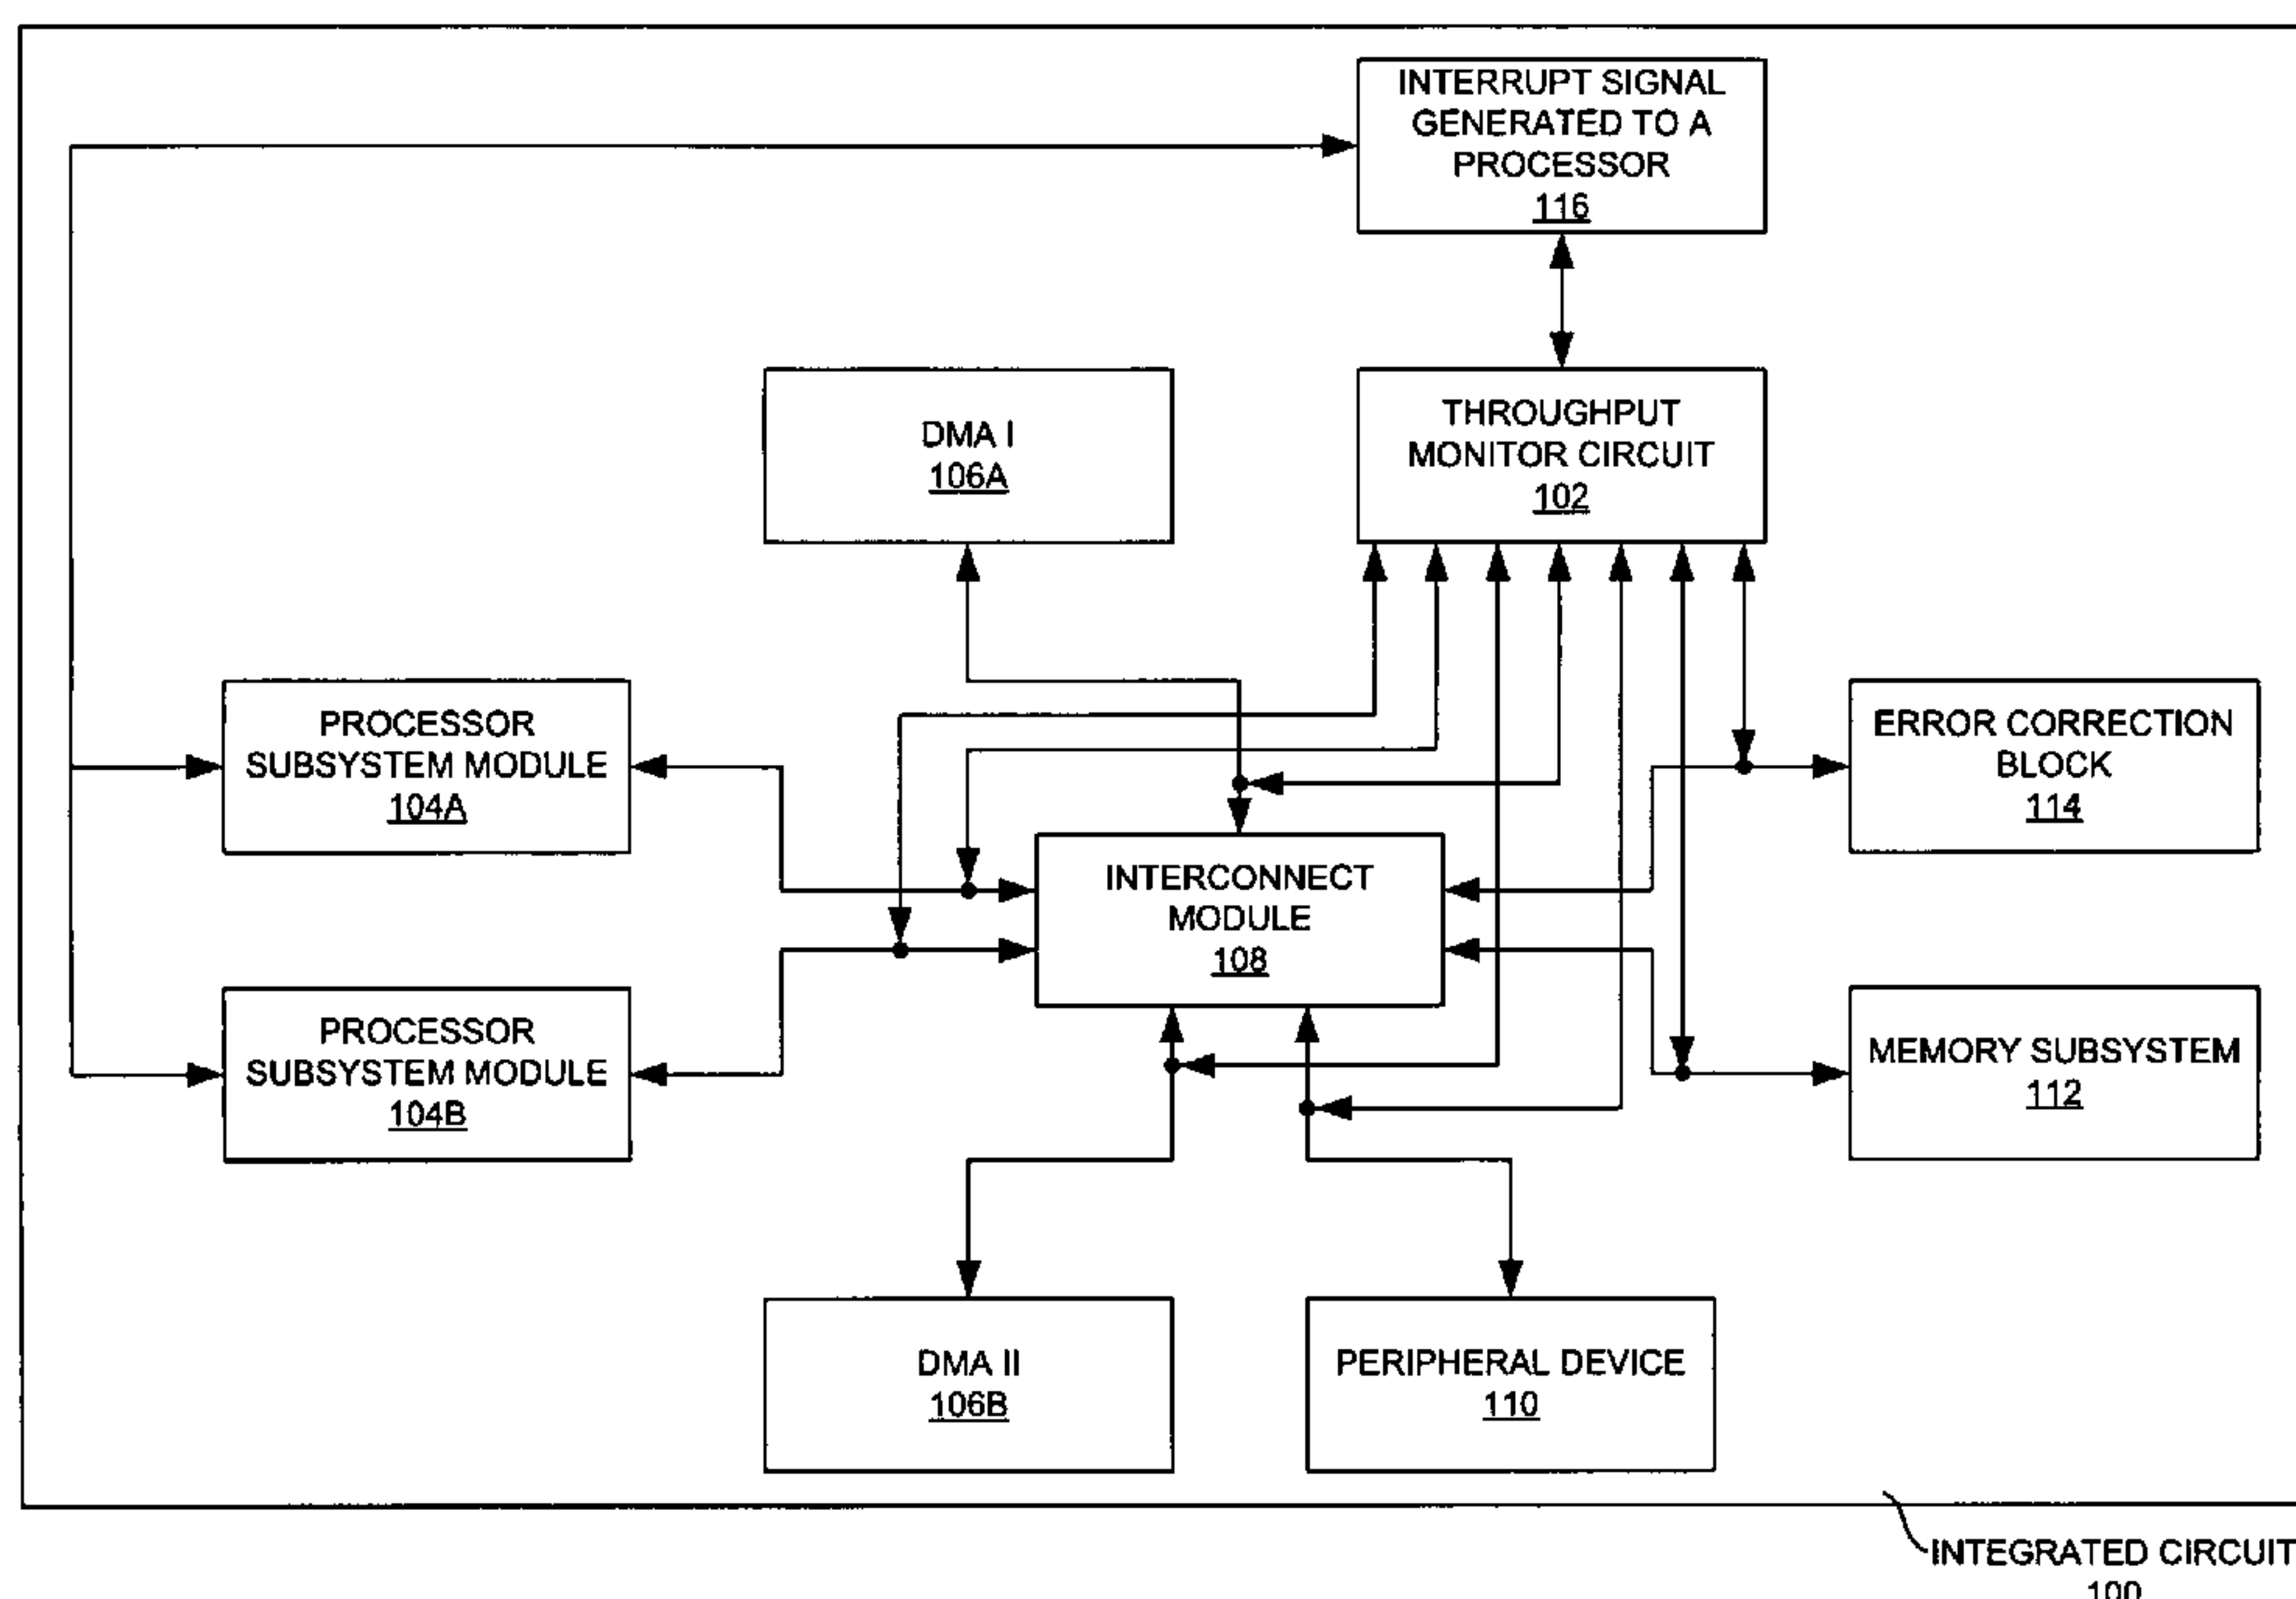 INTERRUPT SIGNAL
GENERATED TO A
PROCESSOR
116
DMA I
106A
THROUGHPUT
MONITOR CIRCUIT
102
PROCESSOR
SUBSYSTEM MODULE
104A
ERROR CORRECTION
BLOCK
114
INTERCONNECT
MODULE
108
PROCESSOR
SUBSYSTEM MODULE
104B
MEMORY SUBSYSTEM
112
DMA II
106B
PERIPHERAL DEVICE
110
INTEGRATED CIRCUIT
100